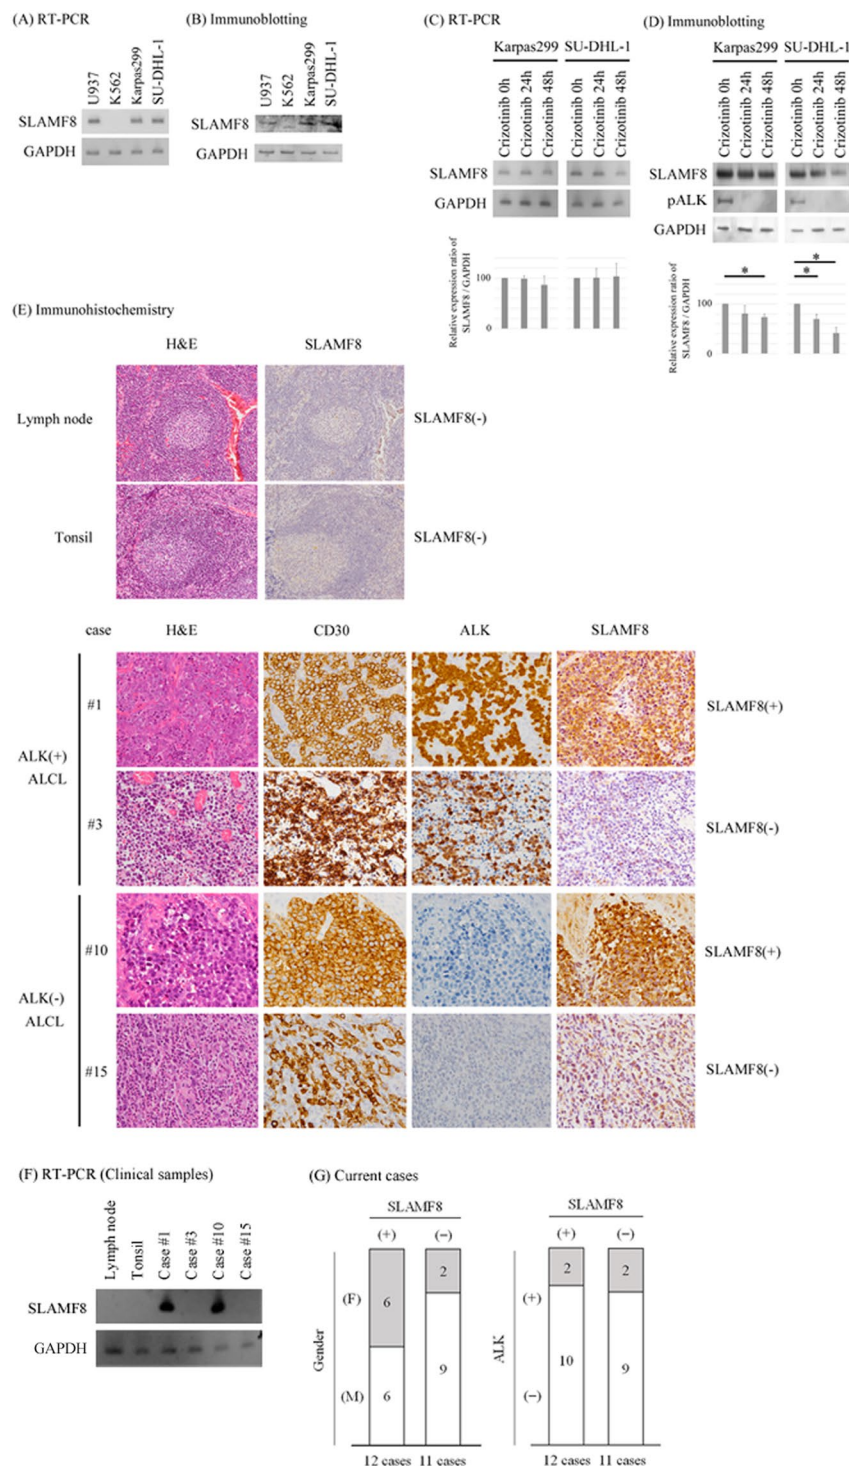 (A) RT-PCR
U937
K562
Karpas299
SU-DHL-1
SLAMF8
GAPDH
(B) Immunoblotting
U937
K562
Karpas299
SU-DHL-1
SLAMF8
GAPDH
(C) RT-PCR
Karpas299 SU-DHL-1
Crizotinib 0h
Crizotinib 24h
Crizotinib 48h
Crizotinib 0h
Crizotinib 24h
Crizotinib 48h
SLAMF8
GAPDH
Relative expression ratio of
SLAMF8 / GAPDH
100
0
(D) Immunoblotting
Karpas299 SU-DHL-1
Crizotinib 0h
Crizotinib 24h
Crizotinib 48h
Crizotinib 0h
Crizotinib 24h
Crizotinib 48h
SLAMF8
pALK
GAPDH
Relative expression ratio of
SLAMF8 / GAPDH
100
0
*
*
*
(E) Immunohistochemistry
H&E SLAMF8
Lymph node SLAMF8(-)
Tonsil SLAMF8(-)
case H&E CD30 ALK SLAMF8
ALK(+)
ALCL
#1 SLAMF8(+)
#3 SLAMF8(-)
ALK(-)
ALCL
#10 SLAMF8(+)
#15 SLAMF8(-)
(F) RT-PCR (Clinical samples)
Lymph node
Tonsil
Case #1
Case #3
Case #10
Case #15
SLAMF8
GAPDH
(G) Current cases
SLAMF8
(+) (-)
Gender
(F)
(M)
6
2
6
9
12 cases 11 cases
SLAMF8
(+) (-)
ALK
(+)
(-)
2
2
10
9
12 cases 11 cases